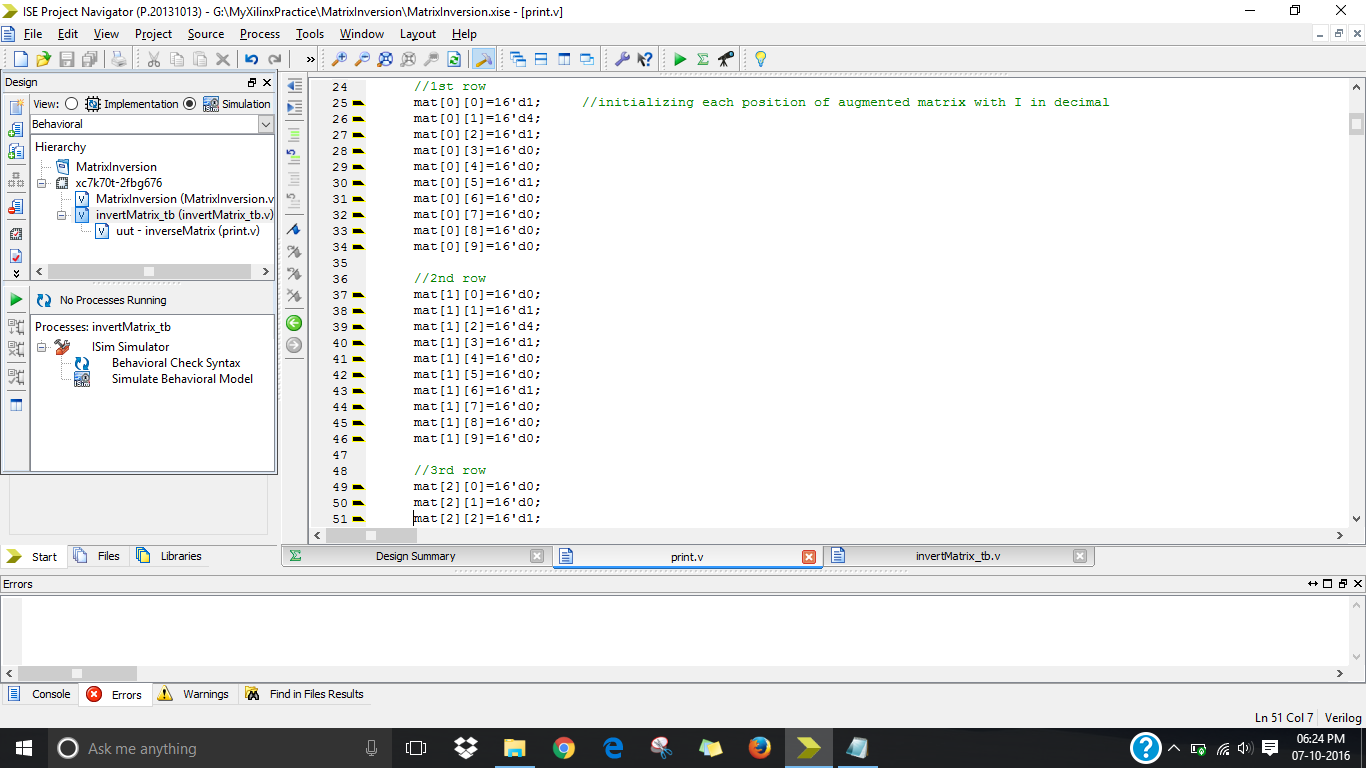 ISE Project Navigator (P.20131013) - G:\MyXilinxPractice\MatrixInversion\MatrixInversion.xise - [print.v]
File Edit View Project Source Process Tools Window Layout Help
Design
View: Implementation Simulation
Behavioral
Hierarchy
MatrixInversion
xc7k70t-2fbg676
MatrixInversion (MatrixInversion.v
invertMatrix_tb (invertMatrix_tb.v)
uut - inverseMatrix (print.v)
No Processes Running
Processes: invertMatrix_tb
ISim Simulator
Behavioral Check Syntax
Simulate Behavioral Model
Start Files Libraries
24 //1st row
25 mat[0][0]=16'd1; //initializing each position of augmented matrix with I in decimal
26 mat[0][1]=16'd4;
27 mat[0][2]=16'd1;
28 mat[0][3]=16'd0;
29 mat[0][4]=16'd0;
30 mat[0][5]=16'd1;
31 mat[0][6]=16'd0;
32 mat[0][7]=16'd0;
33 mat[0][8]=16'd0;
34 mat[0][9]=16'd0;
35
36 //2nd row
37 mat[1][0]=16'd0;
38 mat[1][1]=16'd1;
39 mat[1][2]=16'd4;
40 mat[1][3]=16'd1;
41 mat[1][4]=16'd0;
42 mat[1][5]=16'd0;
43 mat[1][6]=16'd1;
44 mat[1][7]=16'd0;
45 mat[1][8]=16'd0;
46 mat[1][9]=16'd0;
47
48 //3rd row
49 mat[2][0]=16'd0;
50 mat[2][1]=16'd0;
51 mat[2][2]=16'd1;
Design Summary print.v invertMatrix_tb.v
Errors
Console Errors Warnings Find in Files Results
Ln 51 Col 7 Verilog
Ask me anything
06:24 PM
07-10-2016